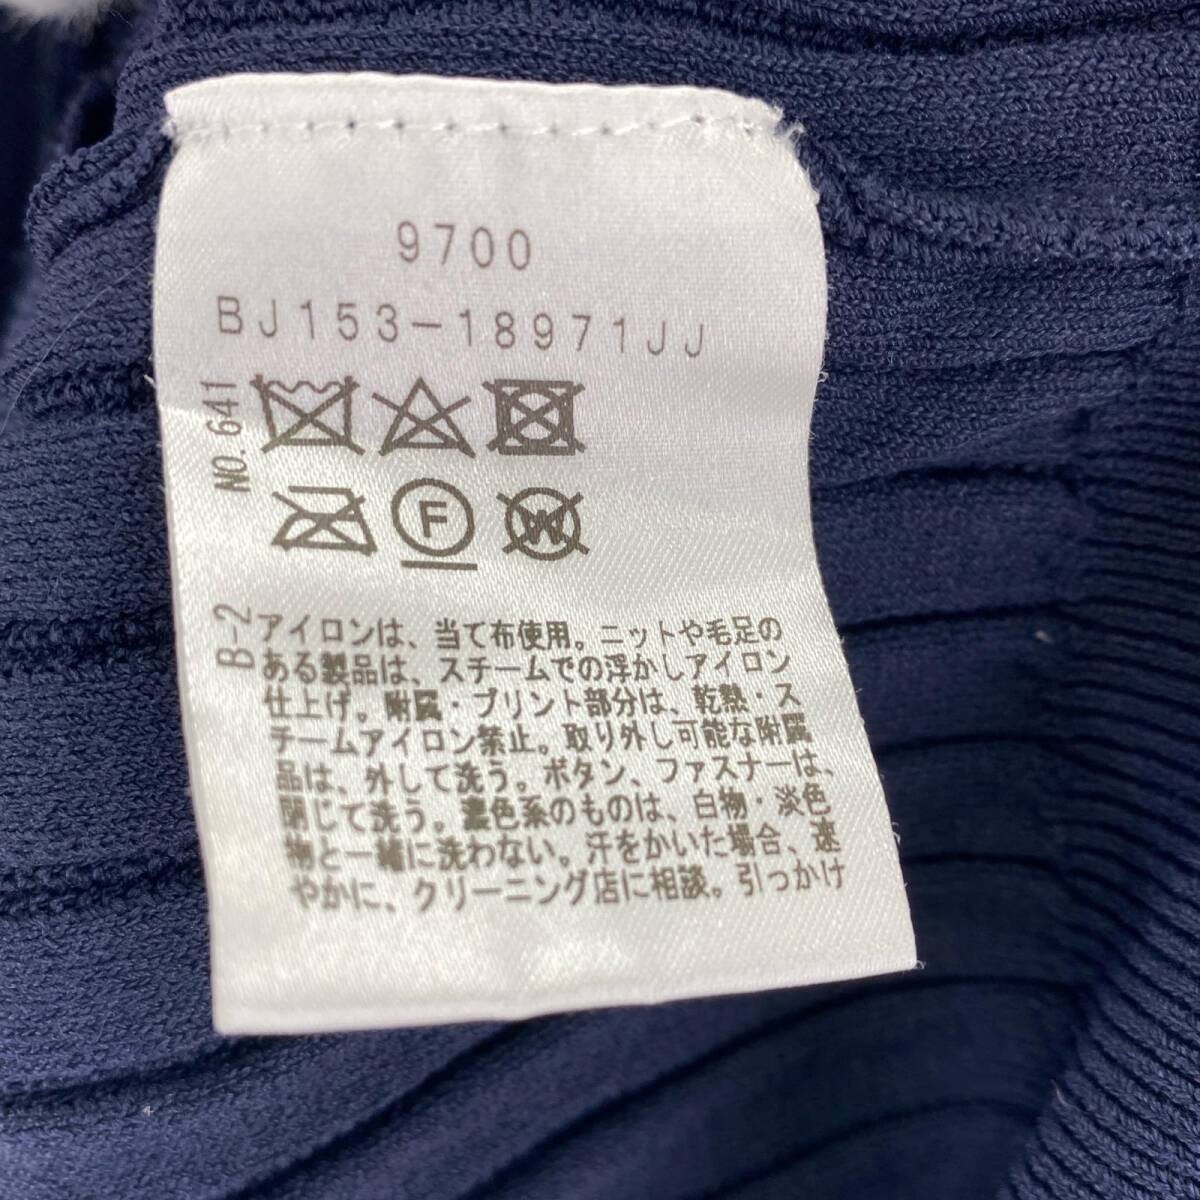 9700
BJ153-18971JJ
NO.641
F
W
B-2
アイロンは、当て布使用。ニットや毛足の
ある製品は、スチームでの浮かしアイロン
仕上げ。附属・プリント部分は、乾熱・ス
チームアイロン禁止。取り外し可能な附属
品は、外して洗う。ボタン、ファスナーは、
閉じて洗う。濃色系のものは、白物・淡色
物と一緒に洗わない。汗をかいた場合、速
やかに、クリーニング店に相談。引っかけ